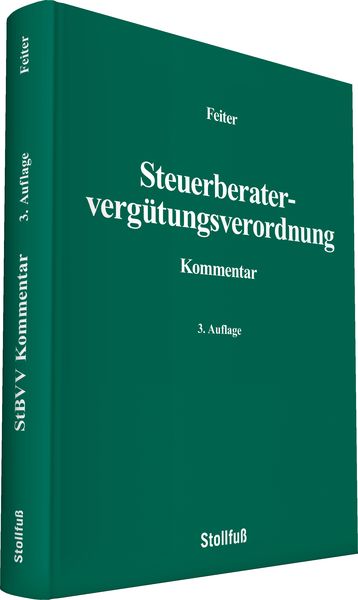 Feiter
Steuerberater-
vergütungsverordnung
Kommentar
3. Auflage
Stollfuß
Feiter
3. Auflage
StBVV Kommentar
Stollfuß